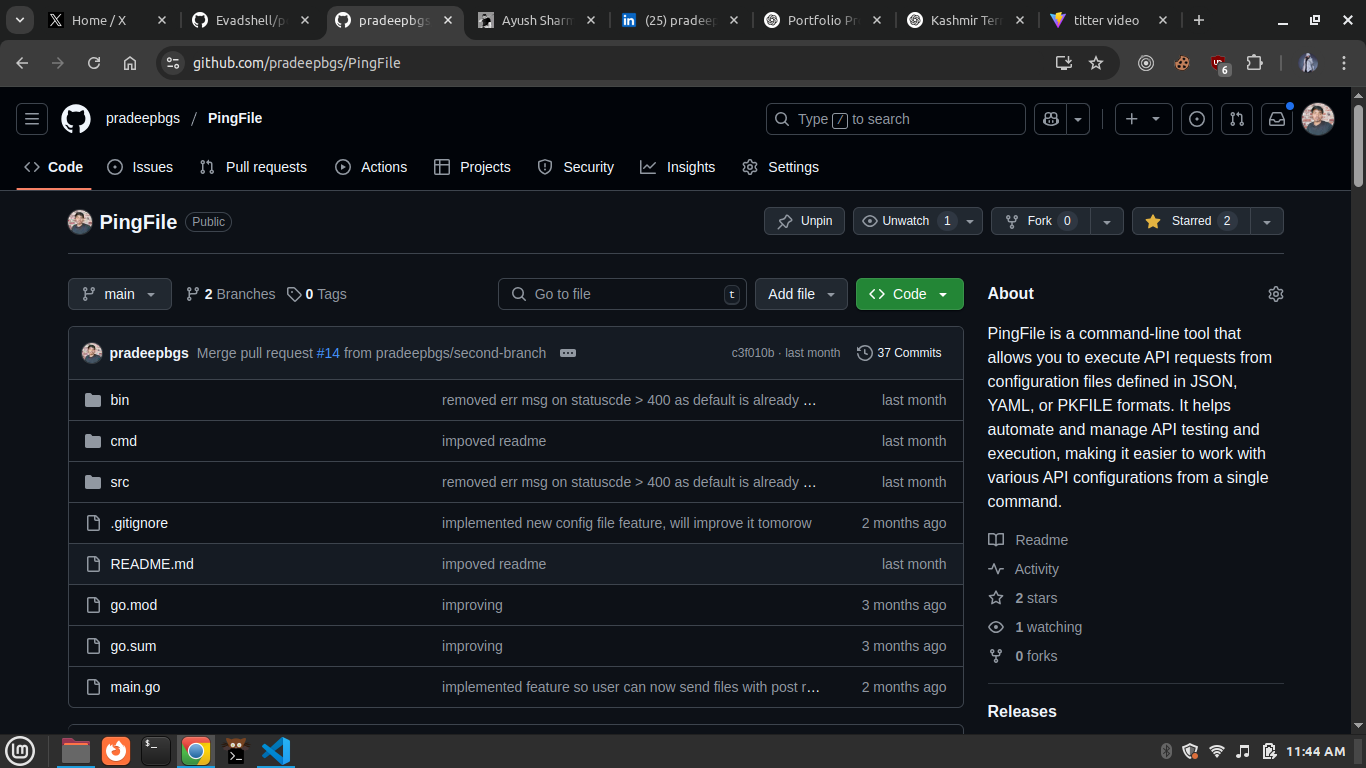 Home / X
Evadshell/p
pradeepbgs
Ayush Sharm
(25) pradeep
Portfolio Pr
Kashmir Terr
titter video
github.com/pradeepbgs/PingFile
6
pradeepbgs / PingFile
Type / to search
Code
Issues
Pull requests
Actions
Projects
Security
Insights
Settings
PingFile
Public
Unpin
Unwatch 1
Fork 0
Starred 2
main
2 Branches
0 Tags
Go to file
t
Add file
Code
About
pradeepbgs Merge pull request #14 from pradeepbgs/second-branch
c3f010b · last month
37 Commits
bin removed err msg on statuscde > 400 as default is already … last month
cmd impoved readme last month
src removed err msg on statuscde > 400 as default is already … last month
.gitignore implemented new config file feature, will improve it tomorow 2 months ago
README.md impoved readme last month
go.mod improving 3 months ago
go.sum improving 3 months ago
main.go implemented feature so user can now send files with post r… 2 months ago
PingFile is a command-line tool that
allows you to execute API requests from
configuration files defined in JSON,
YAML, or PKFILE formats. It helps
automate and manage API testing and
execution, making it easier to work with
various API configurations from a single
command.
Readme
Activity
2 stars
1 watching
0 forks
Releases
11:44 AM